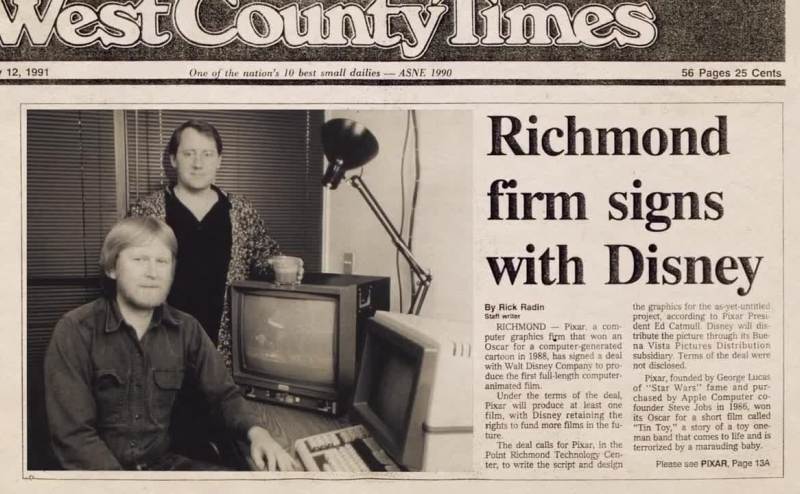 West County Times
12, 1991
One of the nation's 10 best small dailies — ASNE 1990
56 Pages 25 Cents
Richmond
firm signs
with Disney
By Rick Radin
Staff writer
RICHMOND — Pixar, a com-
puter graphics firm that won an
Oscar for a computer-generated
cartoon in 1988, has signed a deal
with Walt Disney Company to pro-
duce the first full-length computer-
animated film.
Under the terms of the deal,
Pixar will produce at least one
film, with Disney retaining the
rights to fund more films in the fu-
ture.
The deal calls for Pixar, in the
Point Richmond Technology Cen-
ter, to write the script and design
the graphics for the as-yet-untitled
project, according to Pixar Presi-
dent Ed Catmull. Disney will dis-
tribute the picture through its Bue-
na Vista Pictures Distribution
subsidiary. Terms of the deal were
not disclosed.
Pixar, founded by George Lucas
of "Star Wars" fame and pur-
chased by Apple Computer co-
founder Steve Jobs in 1986, won
its Oscar for a short film called
"Tin Toy," a story of a toy one-
man band that comes to life and is
terrorized by a marauding baby.
Please see PIXAR, Page 13A